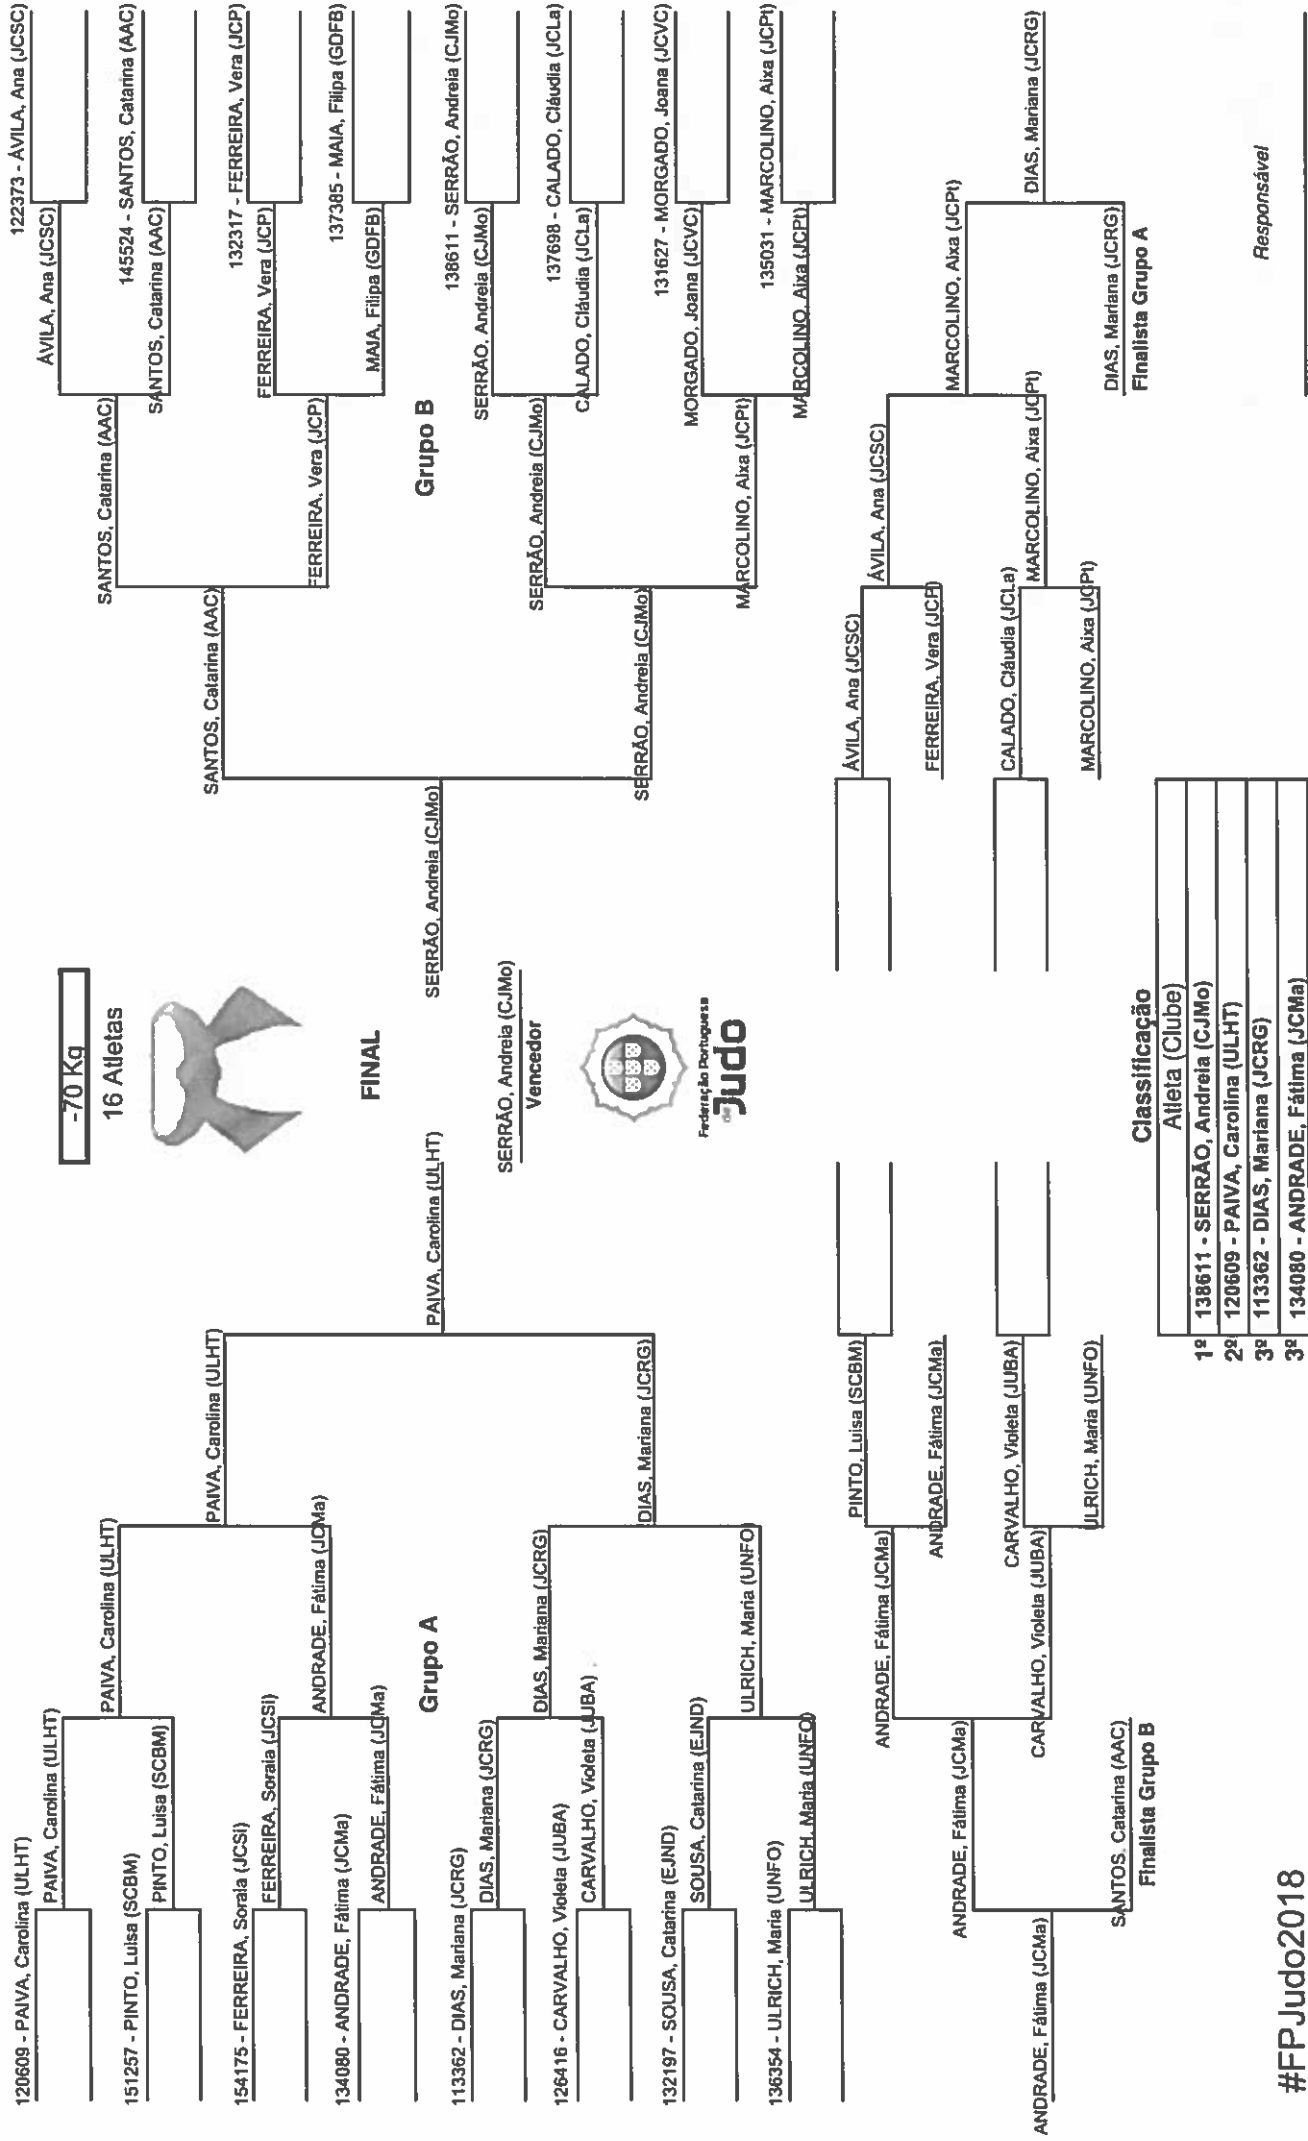 -70 Kg
16 Atletas
FINAL
120609 - PAIVA, Carolina (ULHT)
PAIVA, Carolina (ULHT)
151257 - PINTO, Luisa (SCBM)
PINTO, Luisa (SCBM)
154175 - FERREIRA, Soraia (JCSI)
FERREIRA, Soraia (JCSI)
134080 - ANDRADE, Fátima (JCMa)
ANDRADE, Fátima (JCMa)
113362 - DIAS, Mariana (JCRG)
DIAS, Mariana (JCRG)
126416 - CARVALHO, Violeta (JUBA)
CARVALHO, Violeta (JUBA)
132197 - SOUSA, Catarina (EJND)
SOUSA, Catarina (EJND)
136354 - ULRICH, Maria (UNFO)
ULRICH, Maria (UNFO)
PAIVA, Carolina (ULHT)
ANDRADE, Fátima (JCMa)
Grupo A
DIAS, Mariana (JCRG)
ULRICH, Maria (UNFO)
PAIVA, Carolina (ULHT)
DIAS, Mariana (JCRG)
PAIVA, Carolina (ULHT)
SERRÃO, Andreia (CJMo)
SERRÃO, Andreia (CJMo)
Vencedor
Federação Portuguesa
de Judo
SANTOS, Catarina (AAC)
SERRÃO, Andreia (CJMo)
SANTOS, Catarina (AAC)
FERREIRA, Vera (JCP)
Grupo B
SERRÃO, Andreia (CJMo)
MARCOLINO, Aixa (JCPt)
122373 - ÁVILA, Ana (JCSC)
ÁVILA, Ana (JCSC)
145524 - SANTOS, Catarina (AAC)
SANTOS, Catarina (AAC)
132317 - FERREIRA, Vera (JCP)
FERREIRA, Vera (JCP)
137385 - MAIA, Filipa (GDFB)
MAIA, Filipa (GDFB)
138611 - SERRÃO, Andreia (CJMo)
SERRÃO, Andreia (CJMo)
137698 - CALADO, Cláudia (JCLa)
CALADO, Cláudia (JCLa)
131627 - MORGADO, Joana (JCVC)
MORGADO, Joana (JCVC)
135031 - MARCOLINO, Aixa (JCPt)
MARCOLINO, Aixa (JCPt)
PINTO, Luisa (SCBM)
ANDRADE, Fátima (JCMa)
ANDRADE, Fátima (JCMa)
CARVALHO, Violeta (JUBA)
ULRICH, Maria (UNFO)
CARVALHO, Violeta (JUBA)
ANDRADE, Fátima (JCMa)
ANDRADE, Fátima (JCMa)
SANTOS, Catarina (AAC)
Finalista Grupo B
ÁVILA, Ana (JCSC)
FERREIRA, Vera (JCP)
ÁVILA, Ana (JCSC)
CALADO, Cláudia (JCLa)
MARCOLINO, Aixa (JCPt)
MARCOLINO, Aixa (JCPt)
MARCOLINO, Aixa (JCPt)
DIAS, Mariana (JCRG)
DIAS, Mariana (JCRG)
Finalista Grupo A
Classificação
Atleta (Clube)
1º 138611 - SERRÃO, Andreia (CJMo)
2º 120609 - PAIVA, Carolina (ULHT)
3º 113362 - DIAS, Mariana (JCRG)
3º 134080 - ANDRADE, Fátima (JCMa)
Responsável
#FPJudo2018